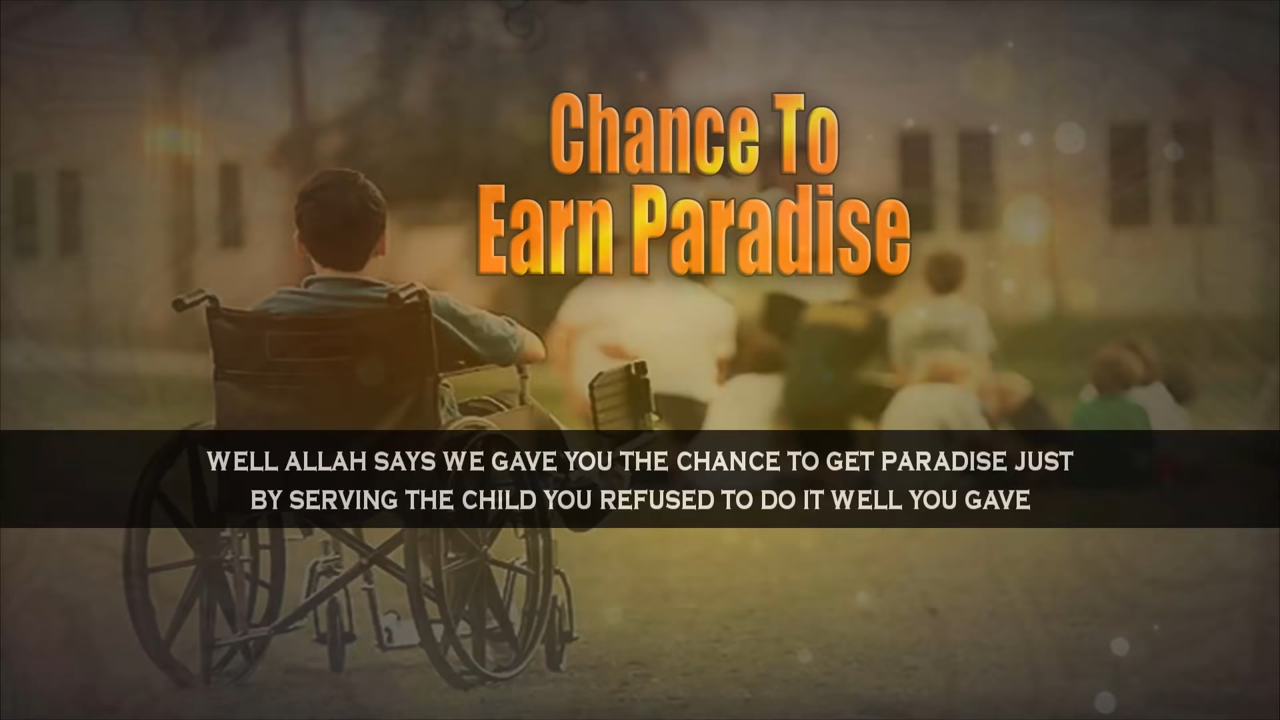 Chance To
Earn Paradise
WELL ALLAH SAYS WE GAVE YOU THE CHANCE TO GET PARADISE JUST
BY SERVING THE CHILD YOU REFUSED TO DO IT WELL YOU GAVE